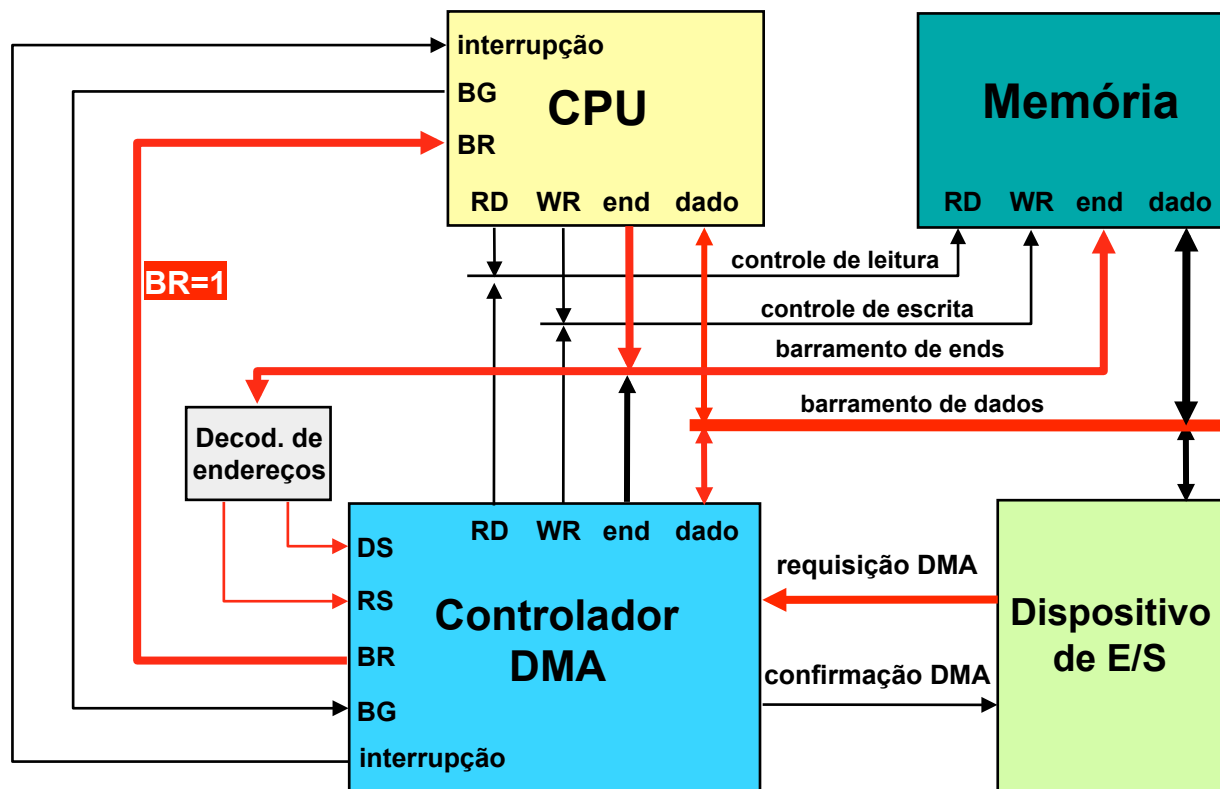 interrupção
BG
CPU
BR
RD WR end dado
Memória
RD WR end dado
BR=1
controle de leitura
controle de escrita
barramento de ends
barramento de dados
Decod. de
endereços
RD WR end dado
DS
RS
BR
BG
interrupção
Controlador
DMA
requisição DMA
confirmação DMA
Dispositivo
de E/S